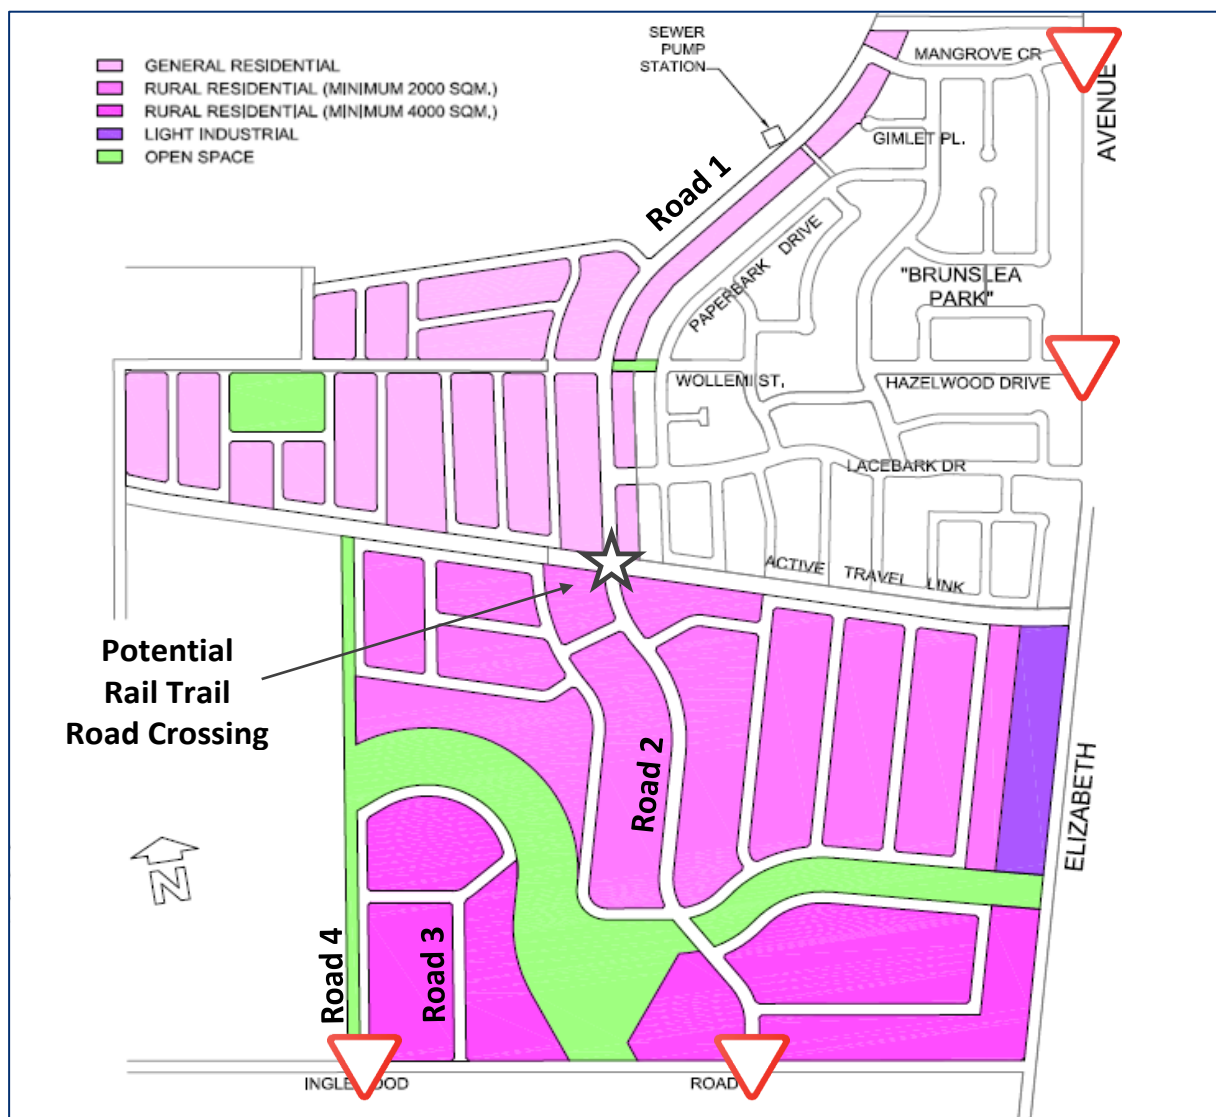 SEWER
PUMP
STATION
GENERAL RESIDENTIAL
RURAL RESIDENTIAL (MINIMUM 2000 SQM.)
RURAL RESIDENTIAL (MINIMUM 4000 SQM.)
LIGHT INDUSTRIAL
OPEN SPACE
MANGROVE CR
AVENUE
GIMLET PL.
Road 1
PAPERBARK DRIVE
"BRUNSLEA
PARK"
WOLLEMI ST.
HAZELWOOD DRIVE
LACEBARK DR
ACTIVE TRAVEL LINK
Potential
Rail Trail
Road Crossing
Road 2
ELIZABETH
N
Road 4
Road 3
ROAD